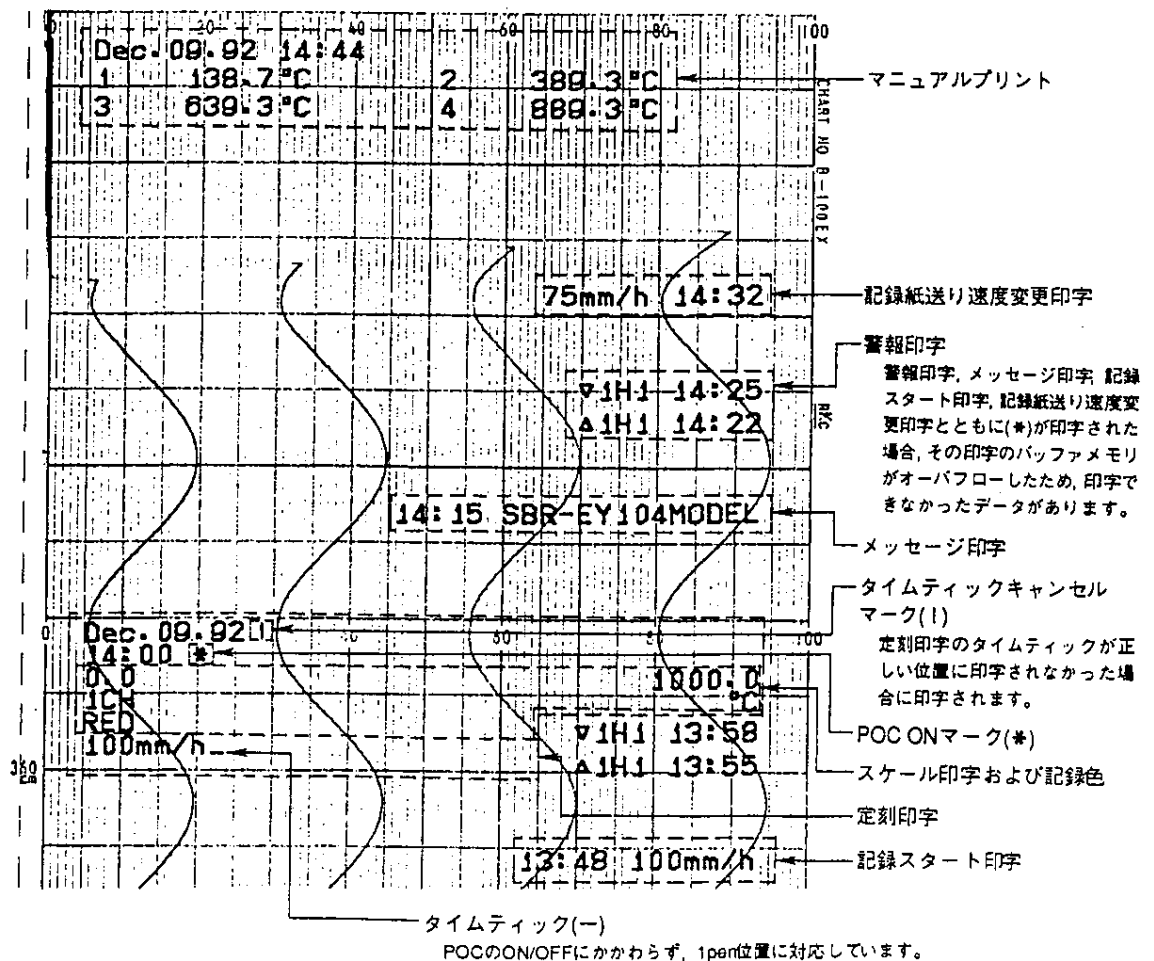 0 20 40 60 80 100
Dec.09.92 14:44
1 138.7°C 2 389.3°C
3 639.3°C 4 889.3°C
マニュアルプリント
CHART NO B-100EX
75mm/h 14:32
記録紙送り速度変更印字
警報印字
▽1H1 14:25
△1H1 14:22
警報印字, メッセージ印字, 記録
スタート印字, 記録紙送り速度変
更印字とともに(*)が印字された
場合, その印字のバッファメモリ
がオーバフローしたため, 印字で
きなかったデータがあります。
14:15 SBR-EY104MODEL
メッセージ印字
タイムティックキャンセル
マーク(!)
定刻印字のタイムティックが正
しい位置に印字されなかった場
合に印字されます。
0 40 60 80 100
Dec.09.92!
14:00 *
0.0 1000.0
1CH °C
RED
100mm/h
▽1H1 13:58
△1H1 13:55
POC ONマーク(*)
スケール印字および記録色
定刻印字
13:48 100mm/h
記録スタート印字
タイムティック(ー)
POCのON/OFFにかかわらず, 1pen位置に対応しています。